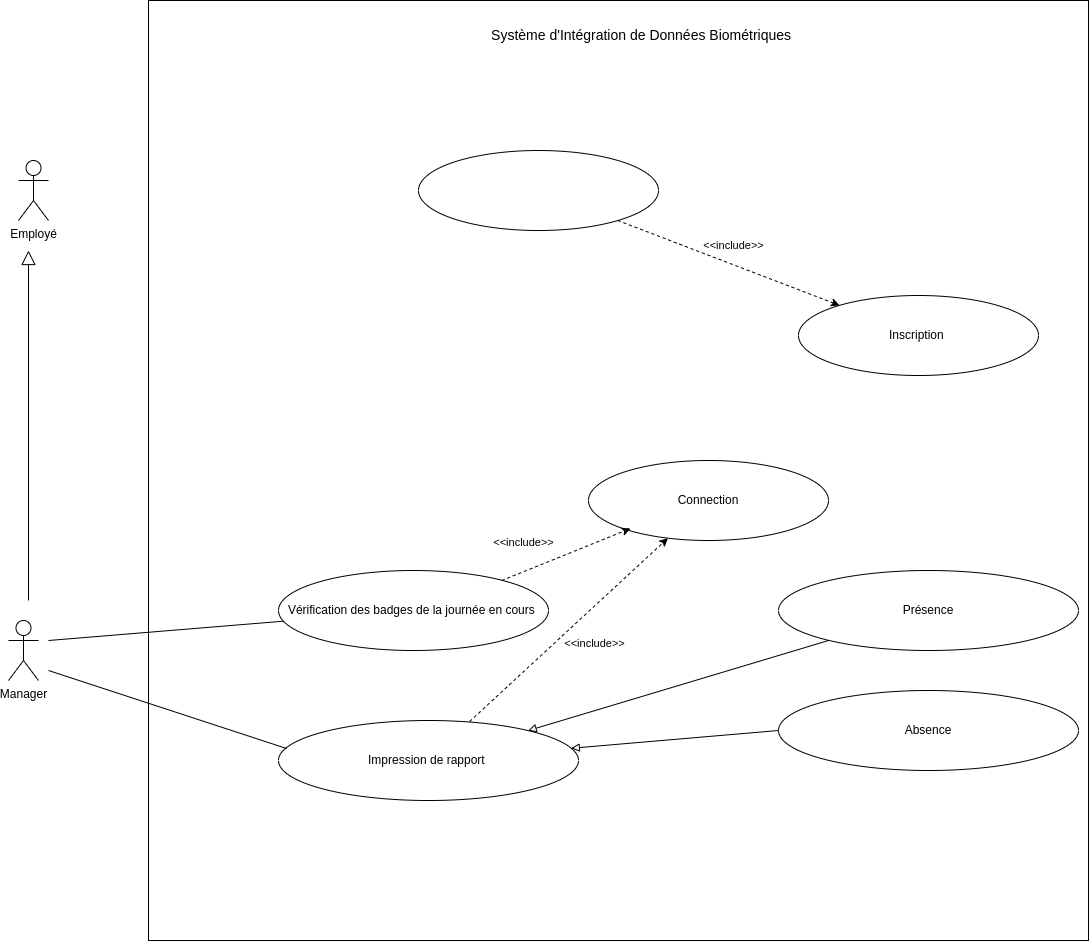 Système d'Intégration de Données Biométriques
Employé
<<include>>
Inscription
Connection
<<include>>
Vérification des badges de la journée en cours
Présence
<<include>>
Manager
Absence
Impression de rapport